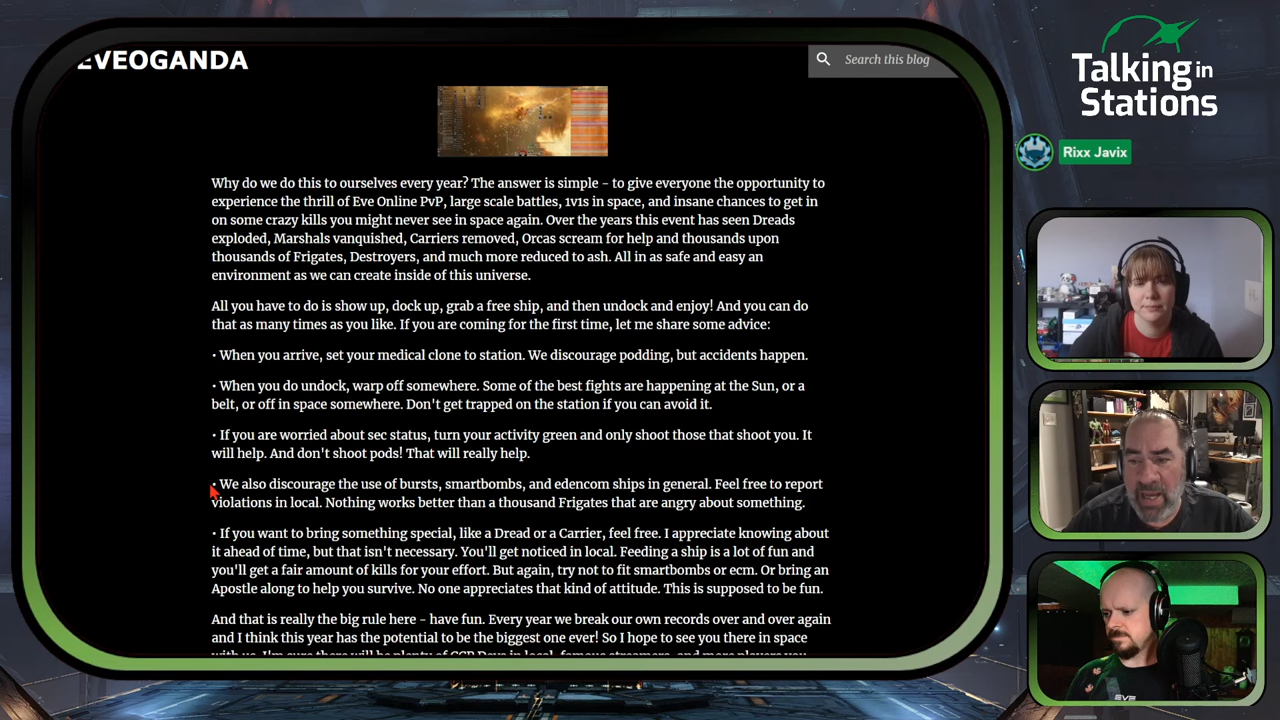 EVEOGANDA
Search this blog
Talking in
Stations
Rixx Javix
Why do we do this to ourselves every year? The answer is simple - to give everyone the opportunity to
experience the thrill of Eve Online PvP, large scale battles, 1v1s in space, and insane chances to get in
on some crazy kills you might never see in space again. Over the years this event has seen Dreads
exploded, Marshals vanquished, Carriers removed, Orcas scream for help and thousands upon
thousands of Frigates, Destroyers, and much more reduced to ash. All in as safe and easy an
environment as we can create inside of this universe.
All you have to do is show up, dock up, grab a free ship, and then undock and enjoy! And you can do
that as many times as you like. If you are coming for the first time, let me share some advice:
• When you arrive, set your medical clone to station. We discourage podding, but accidents happen.
• When you do undock, warp off somewhere. Some of the best fights are happening at the Sun, or a
belt, or off in space somewhere. Don't get trapped on the station if you can avoid it.
• If you are worried about sec status, turn your activity green and only shoot those that shoot you. It
will help. And don't shoot pods! That will really help.
• We also discourage the use of bursts, smartbombs, and edencom ships in general. Feel free to report
violations in local. Nothing works better than a thousand Frigates that are angry about something.
• If you want to bring something special, like a Dread or a Carrier, feel free. I appreciate knowing about
it ahead of time, but that isn't necessary. You'll get noticed in local. Feeding a ship is a lot of fun and
you'll get a fair amount of kills for your effort. But again, try not to fit smartbombs or ecm. Or bring an
Apostle along to help you survive. No one appreciates that kind of attitude. This is supposed to be fun.
And that is really the big rule here - have fun. Every year we break our own records over and over again
and I think this year has the potential to be the biggest one ever! So I hope to see you there in space
with us. I'm sure there will be plenty of CCP Devs in local, famous streamers, and more players you
EVE